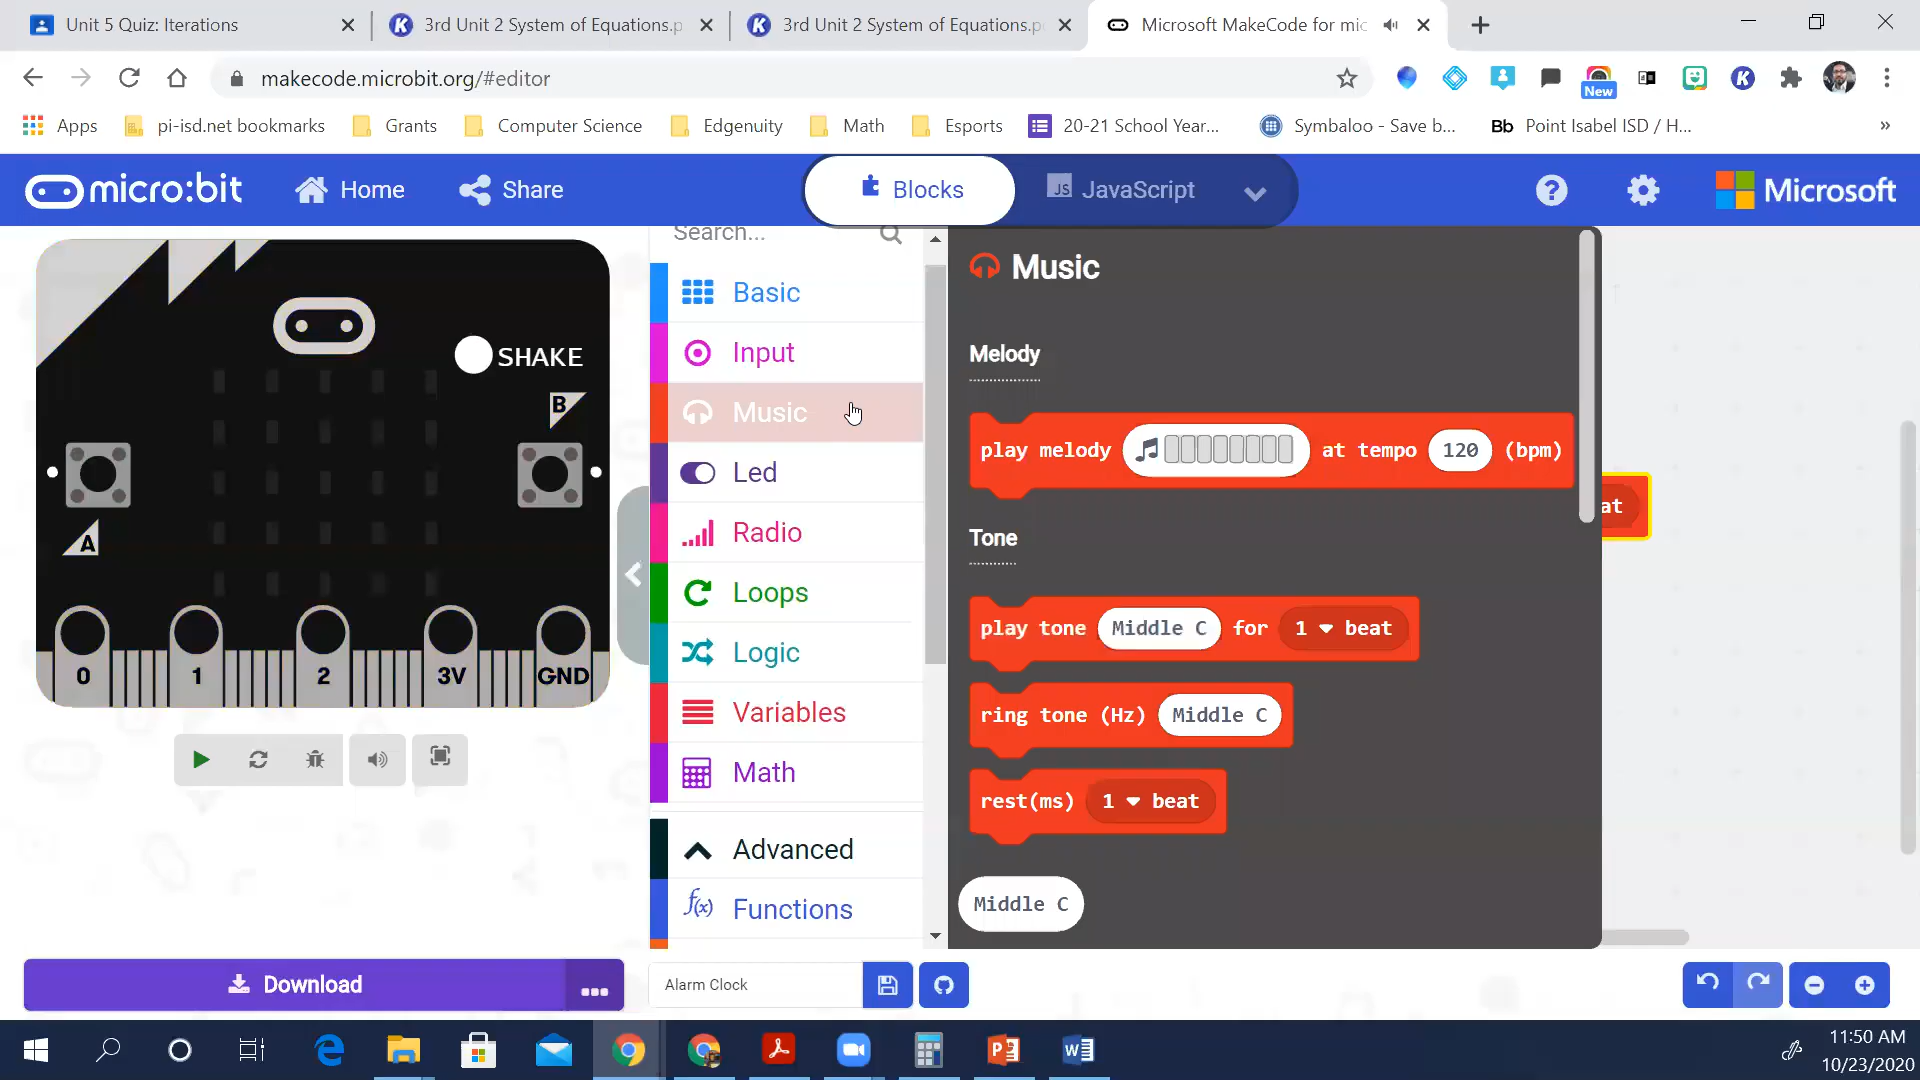 Unit 5 Quiz: Iterations
3rd Unit 2 System of Equations.p
3rd Unit 2 System of Equations.p
Microsoft MakeCode for mic
makecode.microbit.org/#editor
New
Apps
pi-isd.net bookmarks
Grants
Computer Science
Edgenuity
Math
Esports
20-21 School Year...
Symbaloo - Save b...
Bb Point Isabel ISD / H...
»
micro:bit
Home
Share
Blocks
JS JavaScript
Microsoft
SHAKE
B
A
0 1 2 3V GND
Search...
Basic
Input
Music
Led
Radio
Loops
Logic
Variables
Math
Advanced
f(x) Functions
Music
Melody
play melody at tempo 120 (bpm)
Tone
play tone Middle C for 1 beat
ring tone (Hz) Middle C
rest(ms) 1 beat
Middle C
at
Download ...
Alarm Clock
11:50 AM
10/23/2020